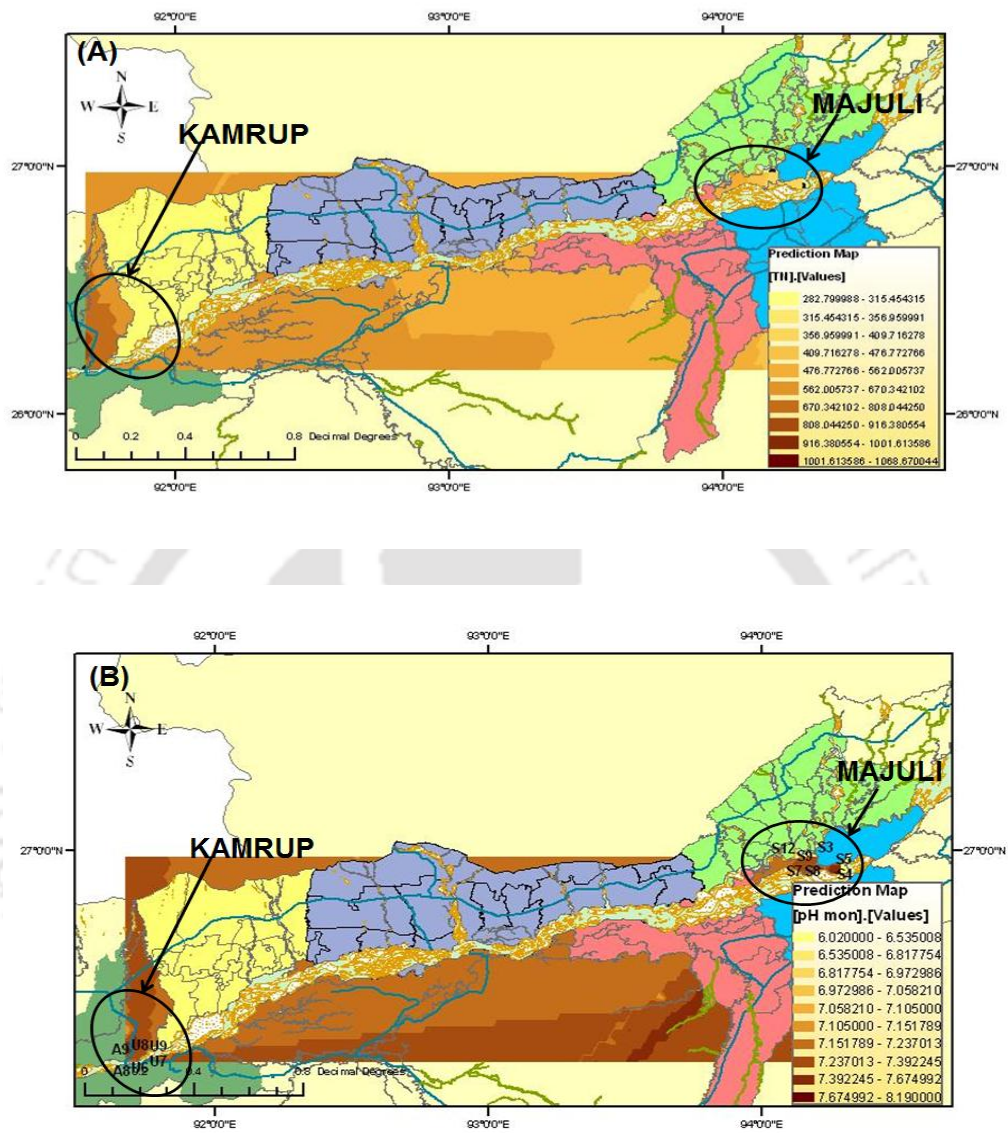 92°0'0"E 93°0'0"E 94°0'0"E
(A)
N
W E
S
KAMRUP
MAJULI
27°0'0"N 27°0'0"N
Prediction Map
[TN].[Values]
282.799988 - 315.454315
315.454315 - 356.959991
356.959991 - 409.716278
409.716278 - 476.772766
476.772766 - 562.005737
562.005737 - 670.342102
670.342102 - 808.044250
808.044250 - 916.380554
916.380554 - 1001.613586
1001.613586 - 1068.670044
26°0'0"N 26°0'0"N
0 0.2 0.4 0.8 Decimal Degrees
92°0'0"E 93°0'0"E 94°0'0"E
92°0'0"E 93°0'0"E 94°0'0"E
(B)
N
W E
S
KAMRUP
MAJULI
27°0'0"N 27°0'0"N
S12 S3
S9 S5
S7 S8 S4
Prediction Map
[pH mon].[Values]
6.020000 - 6.535008
6.535008 - 6.817754
6.817754 - 6.972986
6.972986 - 7.058210
7.058210 - 7.105000
7.105000 - 7.151789
7.151789 - 7.237013
7.237013 - 7.392245
7.392245 - 7.674992
7.674992 - 8.190000
A9 U8 U9
U7
A8 U6
0 0.2 0.4 0.8 Decimal Degrees
92°0'0"E 93°0'0"E 94°0'0"E